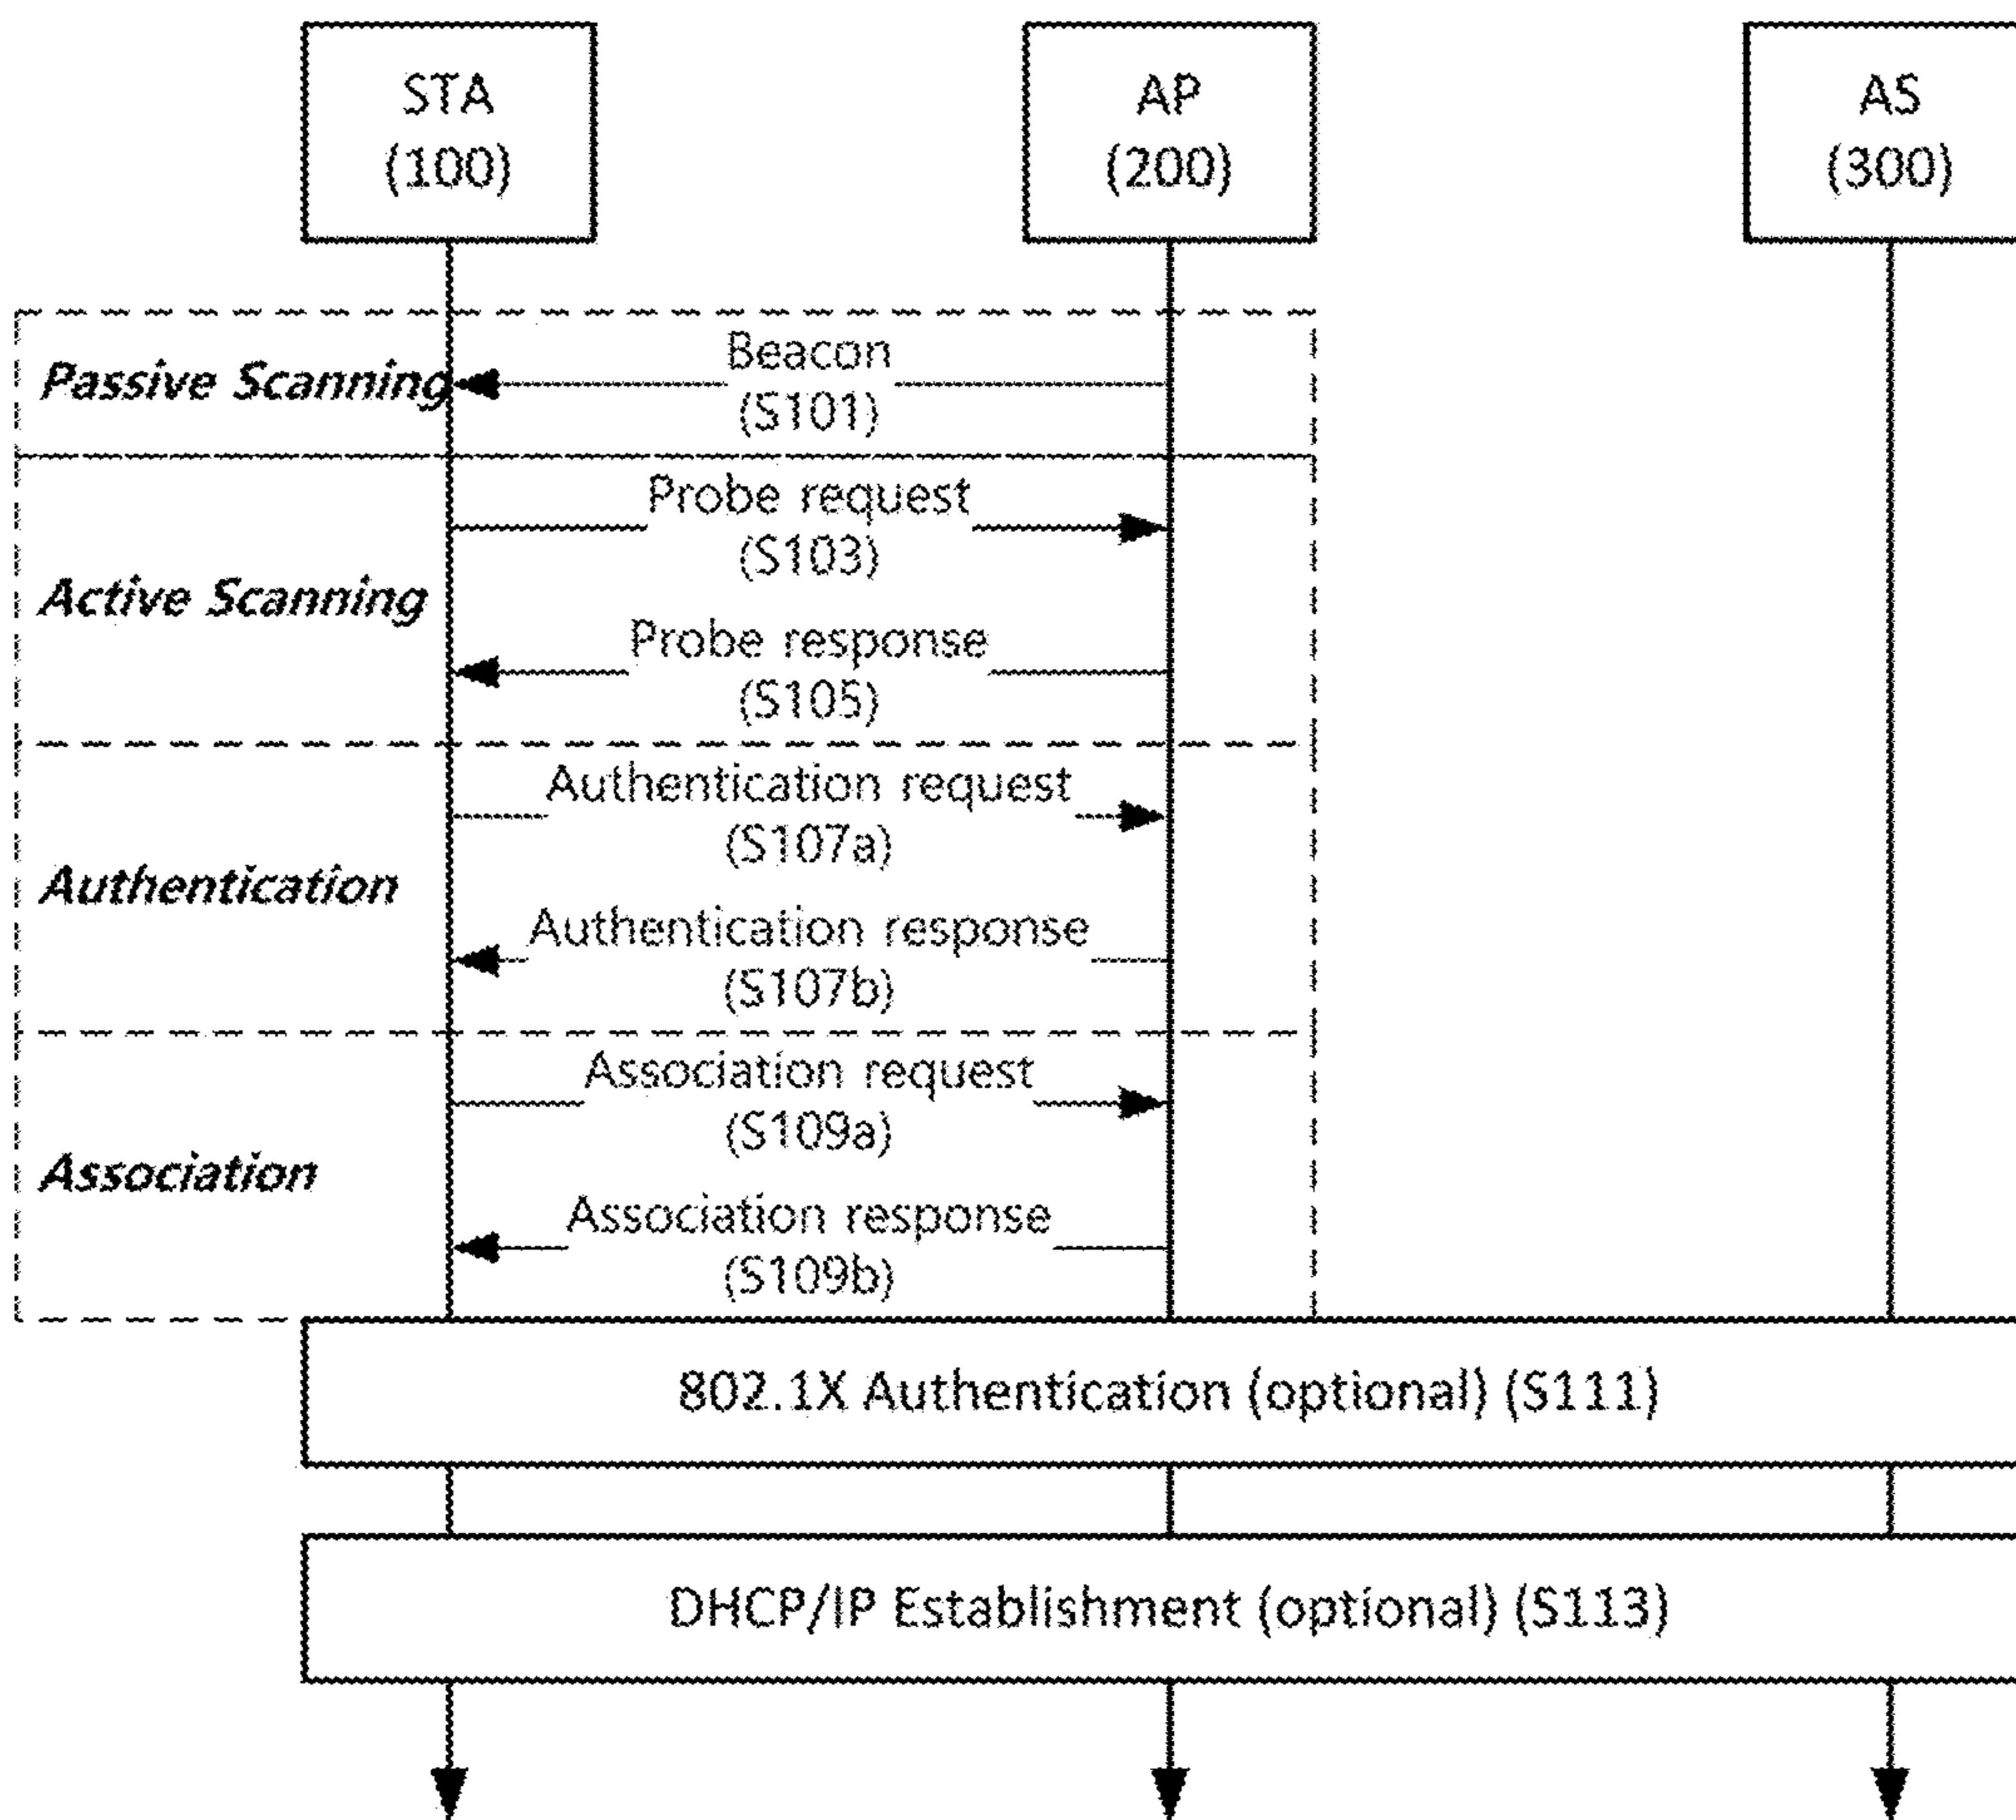 STA
(100)
AP
(200)
AS
(300)
Passive Scanning
Beacon
(S101)
Active Scanning
Probe request
(S103)
Probe response
(S105)
Authentication
Authentication request
(S107a)
Authentication response
(S107b)
Association
Association request
(S109a)
Association response
(S109b)
802.1X Authentication (optional) (S111)
DHCP/IP Establishment (optional) (S113)